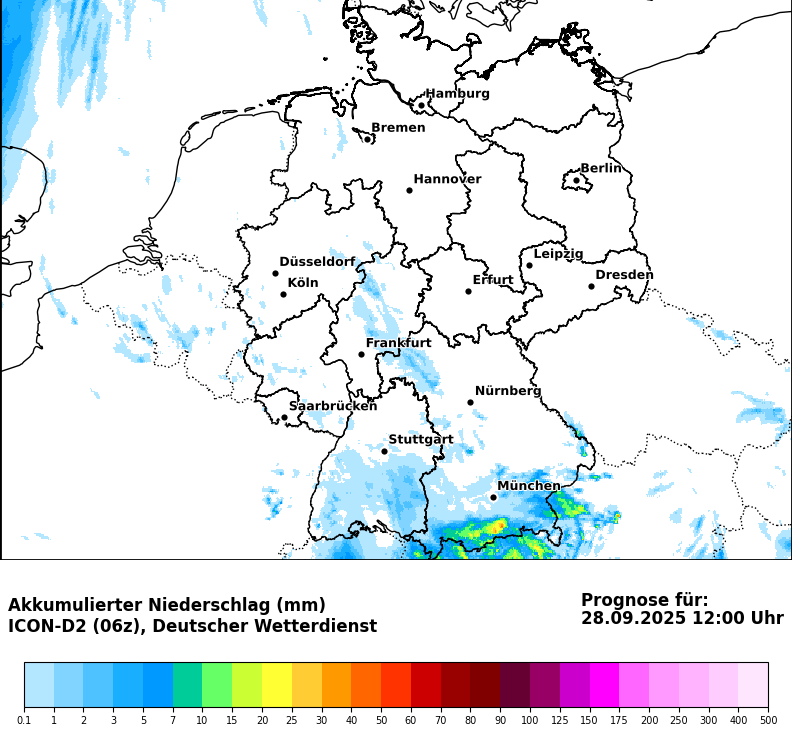 Hamburg
Bremen
Berlin
Hannover
Leipzig
Düsseldorf
Dresden
Köln
Erfurt
Frankfurt
Nürnberg
Saarbrücken
Stuttgart
München
Akkumulierter Niederschlag (mm)
ICON-D2 (06z), Deutscher Wetterdienst
Prognose für:
28.09.2025 12:00 Uhr
0.1 1 2 3 5 7 10 15 20 25 30 40 50 60 70 80 90 100 125 150 175 200 250 300 400 500